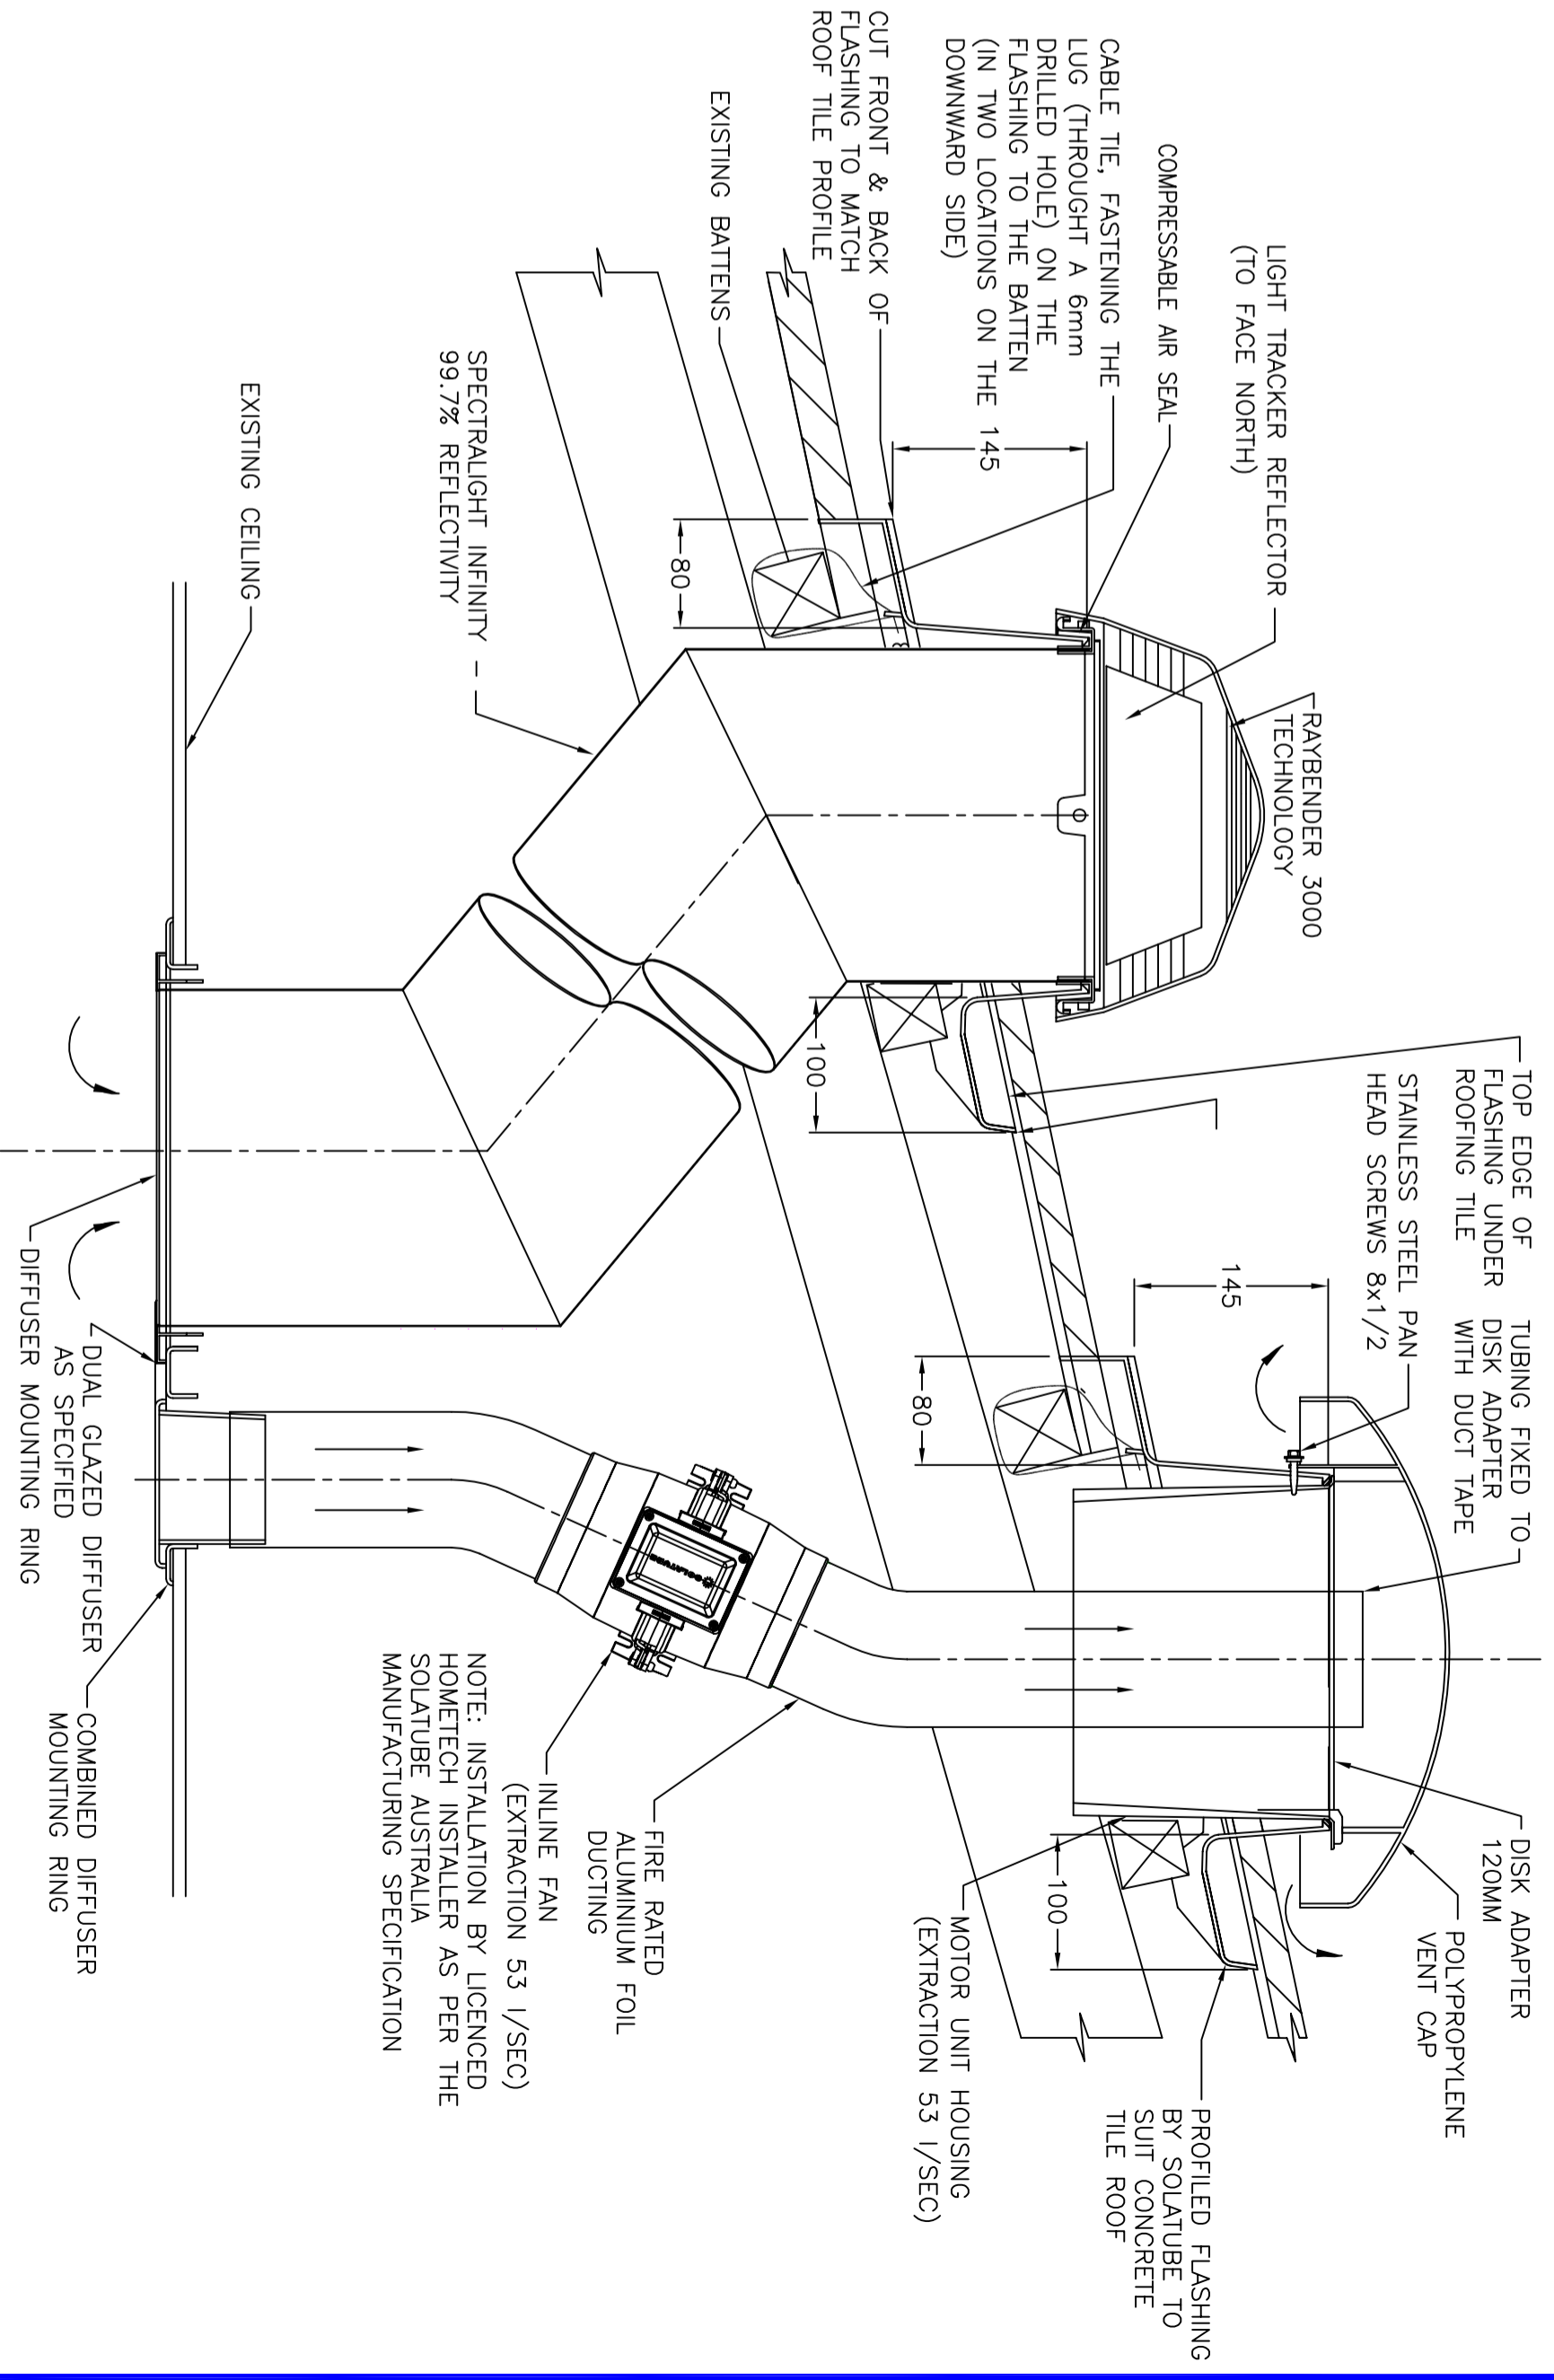 TOP EDGE OF
FLASHING UNDER
ROOFING TILE
TUBING FIXED TO
DISK ADAPTER
WITH DUCT TAPE
DISK ADAPTER
120MM
STAINLESS STEEL PAN
HEAD SCREWS 8x1/2
POLYPROPYLENE
VENT CAP
RAYBENDER 3000
TECHNOLOGY
LIGHT TRACKER REFLECTOR
(TO FACE NORTH)
COMPRESSABLE AIR SEAL
CABLE TIE, FASTENING THE
LUG (THROUGHT A 6mm
DRILLED HOLE) ON THE
FLASHING TO THE BATTEN
(IN TWO LOCATIONS ON THE
DOWNWARD SIDE)
CUT FRONT & BACK OF
FLASHING TO MATCH
ROOF TILE PROFILE
EXISTING BATTENS
145
80
100
145
80
100
PROFILED FLASHING
BY SOLATUBE TO
SUIT CONCRETE
TILE ROOF
MOTOR UNIT HOUSING
(EXTRACTION 53 l/SEC)
SPECTRALIGHT INFINITY -
99.7% REFLECTIVITY
SOLATUBE
FIRE RATED
ALUMINIUM FOIL
DUCTING
INLINE FAN
(EXTRACTION 53 l/SEC)
NOTE: INSTALLATION BY LICENCED
HOMETECH INSTALLER AS PER THE
SOLATUBE AUSTRALIA
MANUFACTURING SPECIFICATION
EXISTING CEILING
DUAL GLAZED DIFFUSER
AS SPECIFIED
DIFFUSER MOUNTING RING
COMBINED DIFFUSER
MOUNTING RING